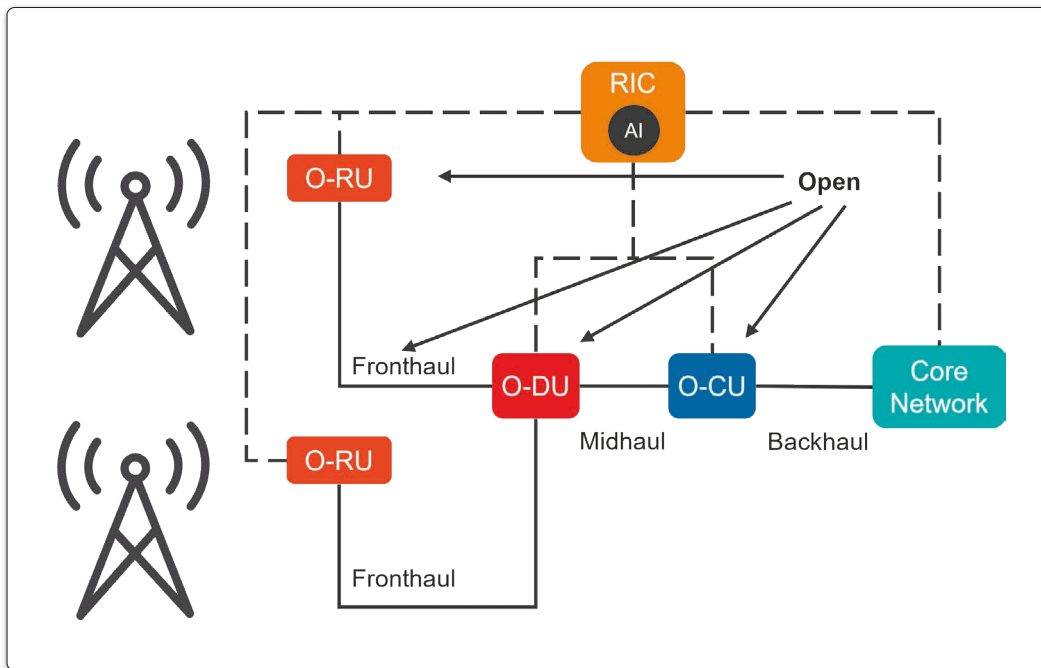 RIC
AI
O-RU
Open
Fronthaul
O-DU
O-CU
Core
Network
Midhaul
Backhaul
O-RU
Fronthaul